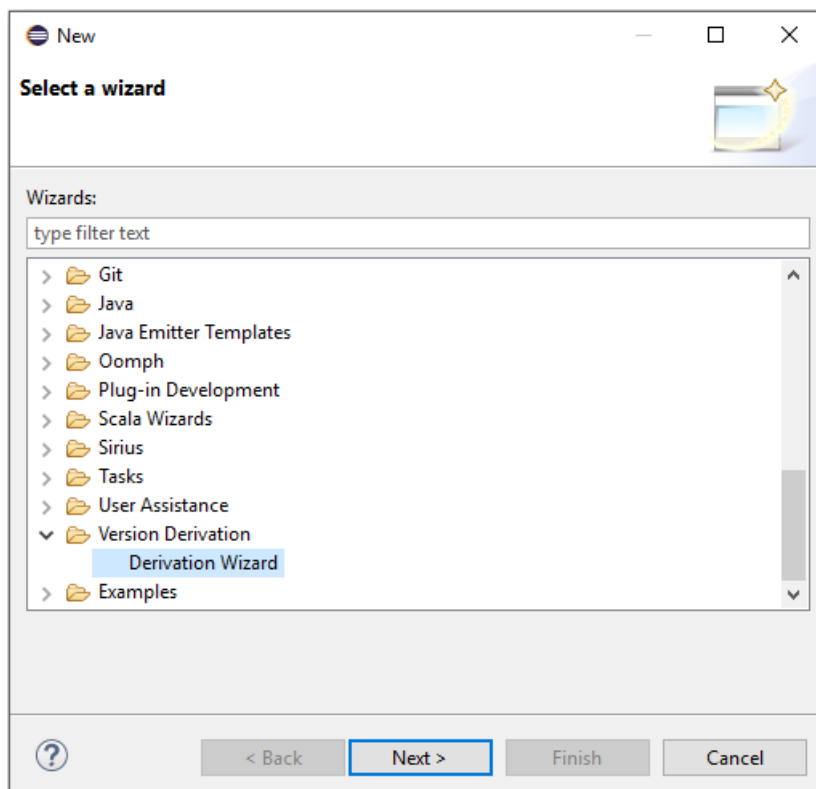 New
Select a wizard
Wizards:
type filter text
Git
Java
Java Emitter Templates
Oomph
Plug-in Development
Scala Wizards
Sirius
Tasks
User Assistance
Version Derivation
Derivation Wizard
Examples
? < Back Next > Finish Cancel